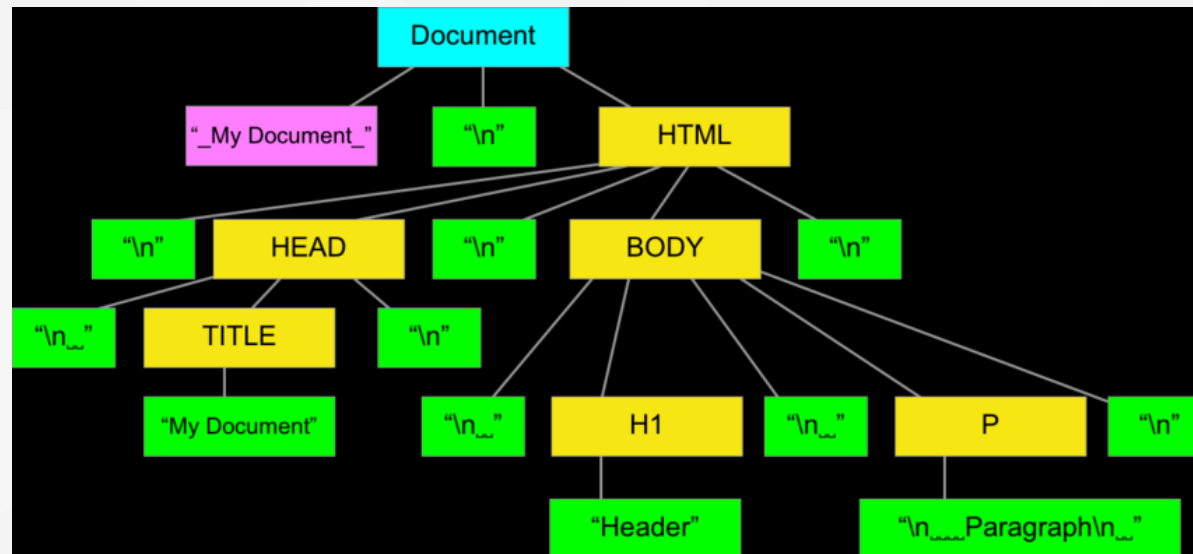 Document
“_My Document_”
“\n”
HTML
“\n”
HEAD
“\n”
BODY
“\n”
“\n␣␣”
TITLE
“\n”
“My Document”
“\n␣␣”
H1
“\n␣␣”
P
“\n”
“Header”
“\n␣␣␣␣Paragraph\n␣␣”